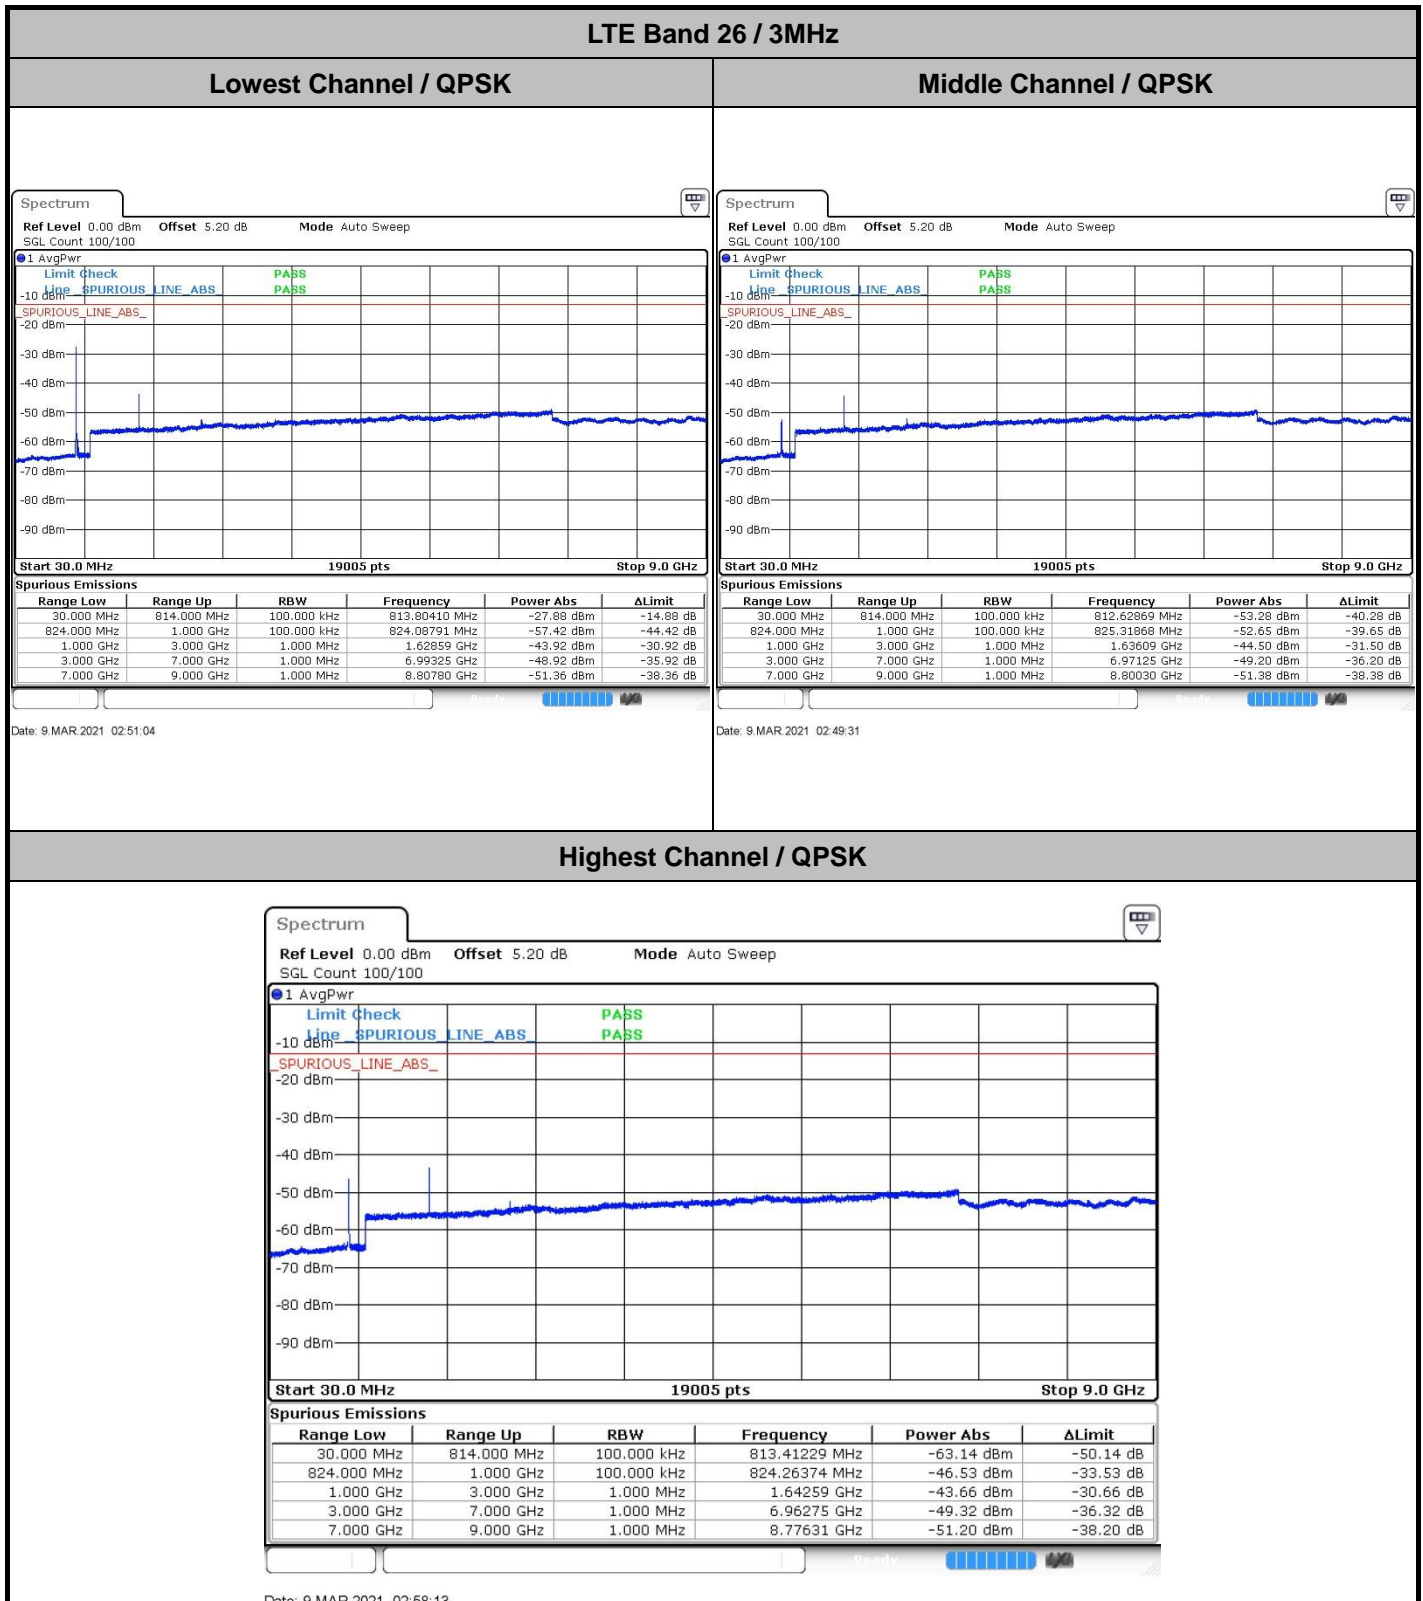 LTE Band 26 / 3MHz
Lowest Channel / QPSK
Middle Channel / QPSK
Spectrum
Ref Level 0.00 dBm Offset 5.20 dB Mode Auto Sweep
SGL Count 100/100
1 AvgPwr
Limit Check PASS
Line _SPURIOUS_LINE_ABS_ PASS
-10 dBm
_SPURIOUS_LINE_ABS_
-20 dBm
-30 dBm
-40 dBm
-50 dBm
-60 dBm
-70 dBm
-80 dBm
-90 dBm
Start 30.0 MHz 19005 pts Stop 9.0 GHz
Spurious Emissions
Range Low Range Up RBW Frequency Power Abs ΔLimit
30.000 MHz 814.000 MHz 100.000 kHz 813.80410 MHz -27.88 dBm -14.88 dB
824.000 MHz 1.000 GHz 100.000 kHz 824.08791 MHz -57.42 dBm -44.42 dB
1.000 GHz 3.000 GHz 1.000 MHz 1.62859 GHz -43.92 dBm -30.92 dB
3.000 GHz 7.000 GHz 1.000 MHz 6.99325 GHz -48.92 dBm -35.92 dB
7.000 GHz 9.000 GHz 1.000 MHz 8.80780 GHz -51.36 dBm -38.36 dB
Ready
Date: 9.MAR.2021 02:51:04
Spectrum
Ref Level 0.00 dBm Offset 5.20 dB Mode Auto Sweep
SGL Count 100/100
1 AvgPwr
Limit Check PASS
Line _SPURIOUS_LINE_ABS_ PASS
-10 dBm
_SPURIOUS_LINE_ABS_
-20 dBm
-30 dBm
-40 dBm
-50 dBm
-60 dBm
-70 dBm
-80 dBm
-90 dBm
Start 30.0 MHz 19005 pts Stop 9.0 GHz
Spurious Emissions
Range Low Range Up RBW Frequency Power Abs ΔLimit
30.000 MHz 814.000 MHz 100.000 kHz 812.62869 MHz -53.28 dBm -40.28 dB
824.000 MHz 1.000 GHz 100.000 kHz 825.31868 MHz -52.65 dBm -39.65 dB
1.000 GHz 3.000 GHz 1.000 MHz 1.63609 GHz -44.50 dBm -31.50 dB
3.000 GHz 7.000 GHz 1.000 MHz 6.97125 GHz -49.20 dBm -36.20 dB
7.000 GHz 9.000 GHz 1.000 MHz 8.80030 GHz -51.38 dBm -38.38 dB
Ready
Date: 9.MAR.2021 02:49:31
Highest Channel / QPSK
Spectrum
Ref Level 0.00 dBm Offset 5.20 dB Mode Auto Sweep
SGL Count 100/100
1 AvgPwr
Limit Check PASS
Line _SPURIOUS_LINE_ABS_ PASS
-10 dBm
_SPURIOUS_LINE_ABS_
-20 dBm
-30 dBm
-40 dBm
-50 dBm
-60 dBm
-70 dBm
-80 dBm
-90 dBm
Start 30.0 MHz 19005 pts Stop 9.0 GHz
Spurious Emissions
Range Low Range Up RBW Frequency Power Abs ΔLimit
30.000 MHz 814.000 MHz 100.000 kHz 813.41229 MHz -63.14 dBm -50.14 dB
824.000 MHz 1.000 GHz 100.000 kHz 824.26374 MHz -46.53 dBm -33.53 dB
1.000 GHz 3.000 GHz 1.000 MHz 1.64259 GHz -43.66 dBm -30.66 dB
3.000 GHz 7.000 GHz 1.000 MHz 6.96275 GHz -49.32 dBm -36.32 dB
7.000 GHz 9.000 GHz 1.000 MHz 8.77631 GHz -51.20 dBm -38.20 dB
Ready
Date: 9.MAR.2021 02:58:13